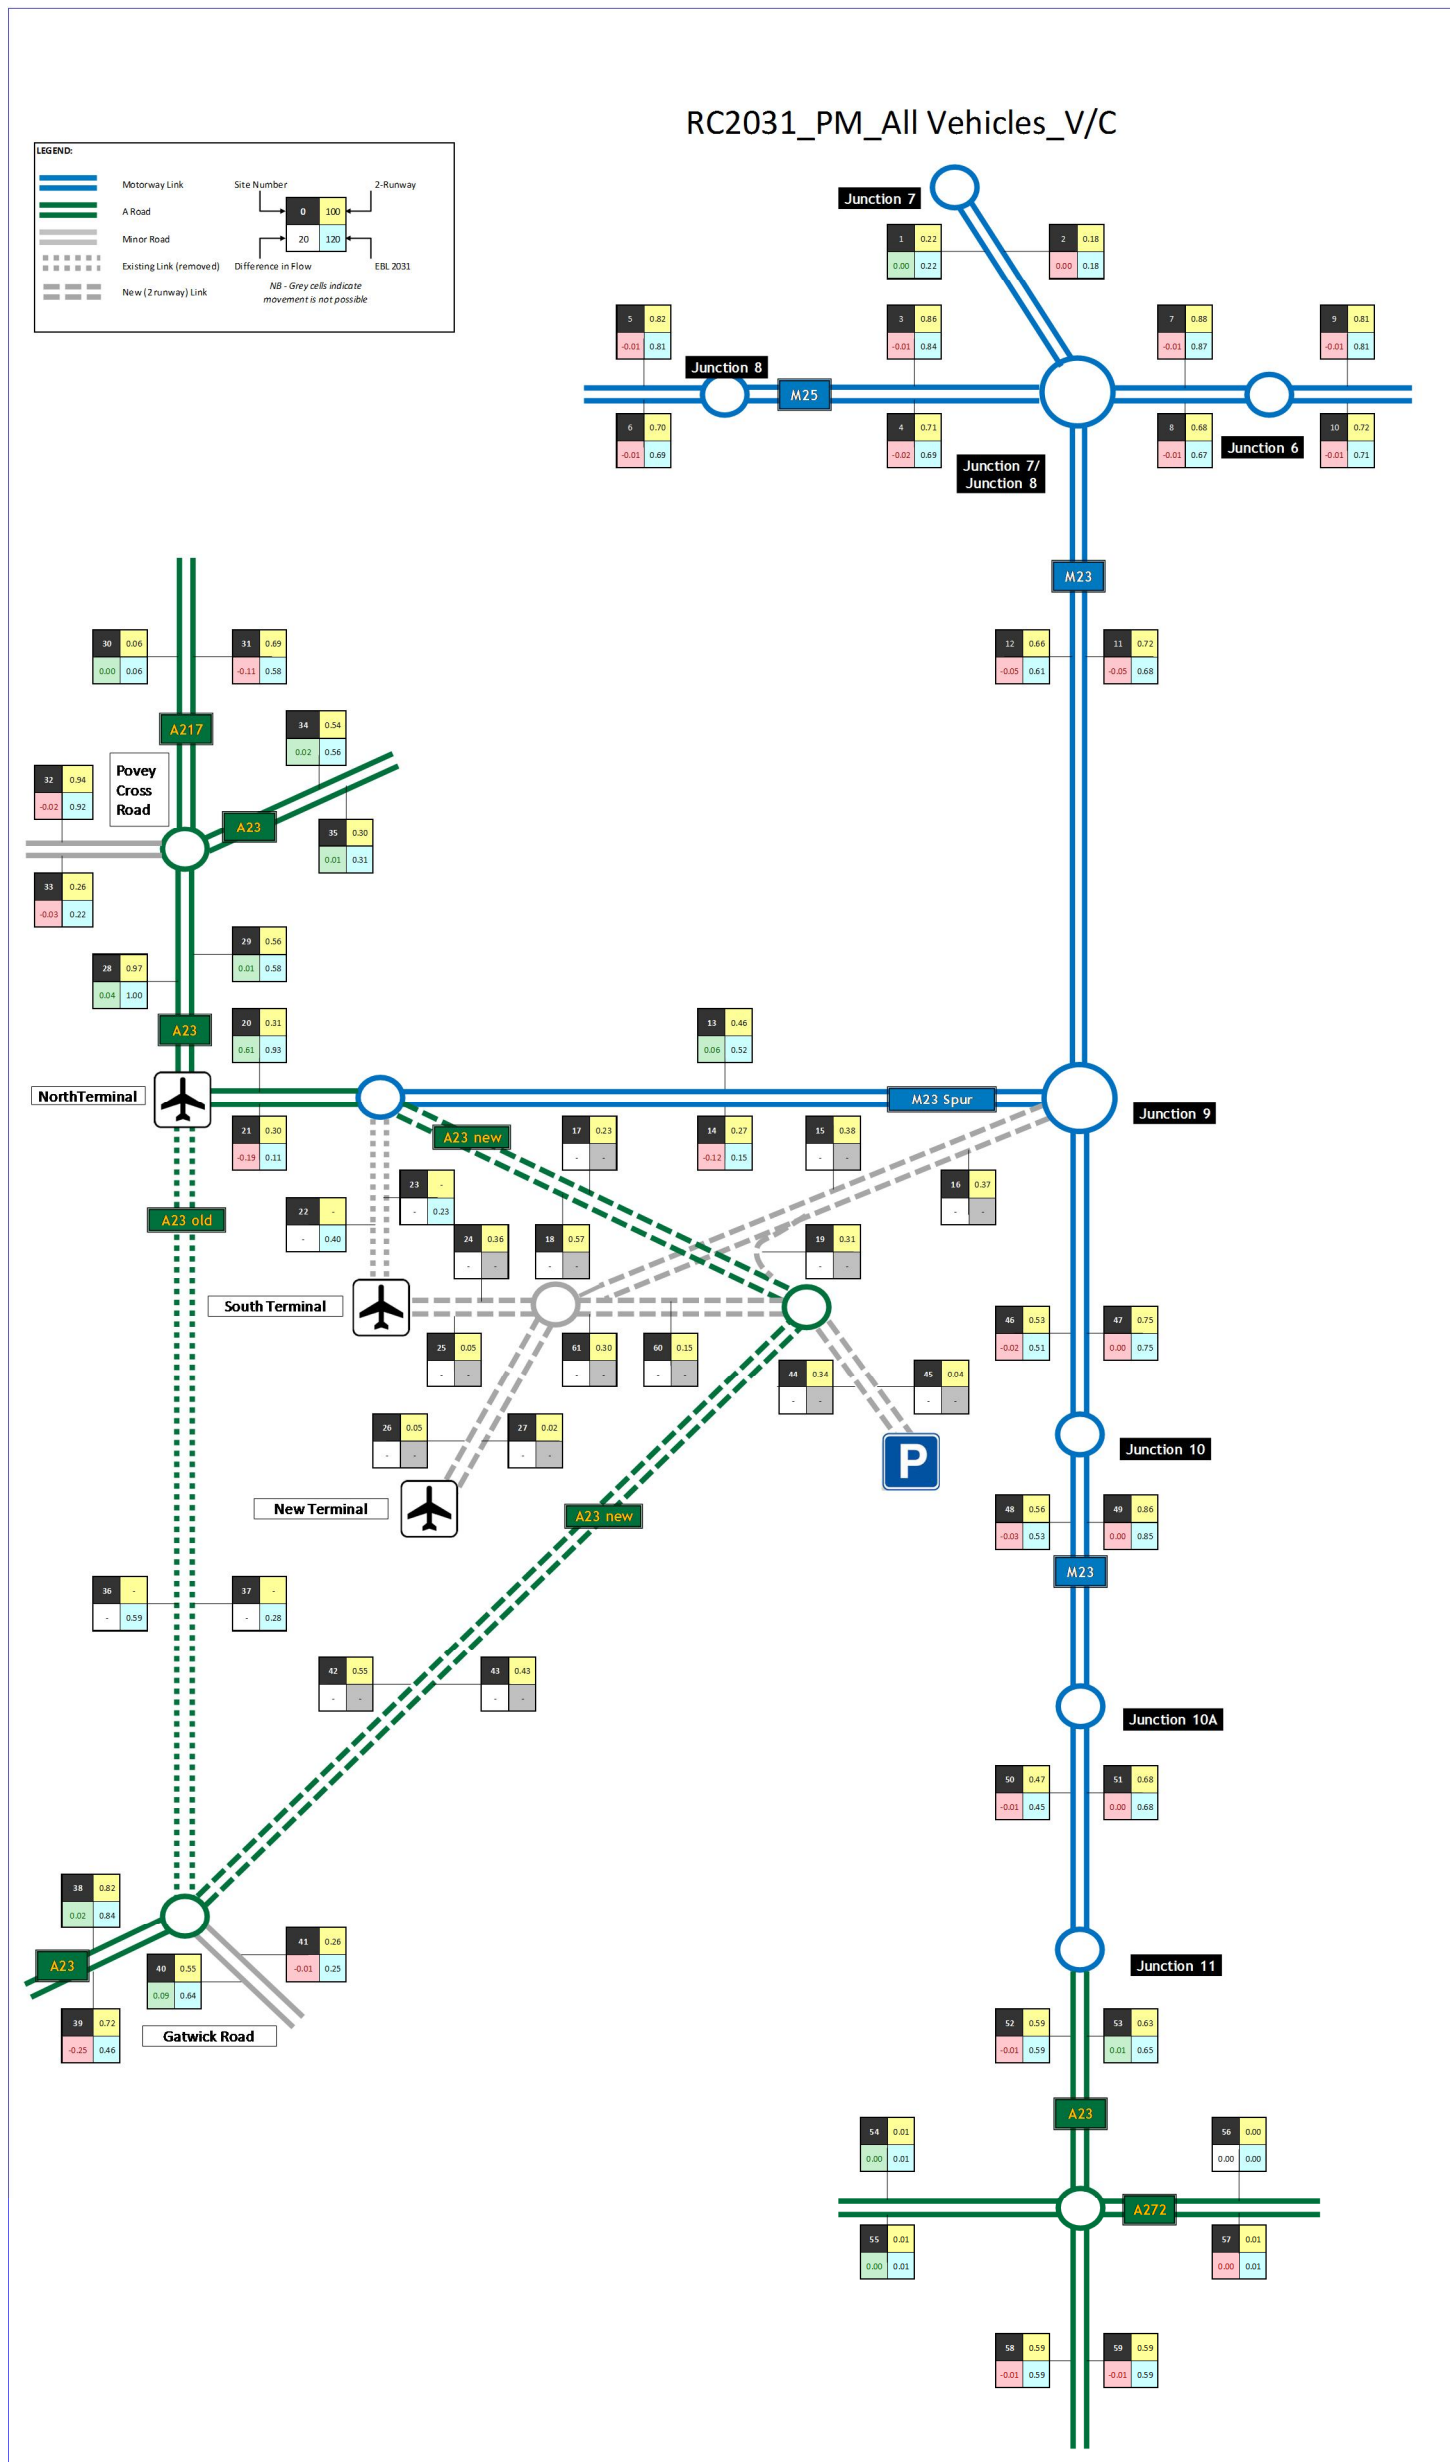 RC2031_PM_All Vehicles_V/C
LEGEND:
Motorway Link
A Road
Minor Road
Existing Link (removed)
New (2 runway) Link
Site Number
2-Runway
0 100
20 120
Difference in Flow
EBL 2031
NB - Grey cells indicate
movement is not possible
Junction 7
1 0.22
0.00 0.22
2 0.18
0.00 0.18
5 0.82
-0.01 0.81
3 0.86
-0.01 0.84
7 0.88
-0.01 0.87
9 0.81
-0.01 0.81
Junction 8
M25
6 0.70
-0.01 0.69
4 0.71
-0.02 0.69
8 0.68
-0.01 0.67
Junction 6
10 0.72
-0.01 0.71
Junction 7/
Junction 8
M23
12 0.66
-0.05 0.61
11 0.72
-0.05 0.68
30 0.06
0.00 0.06
31 0.69
-0.11 0.58
A217
34 0.54
0.02 0.56
Povey
Cross
Road
32 0.94
-0.02 0.92
A23
35 0.30
0.01 0.31
33 0.26
-0.03 0.22
29 0.56
0.01 0.58
28 0.97
0.04 1.00
A23
20 0.31
0.61 0.93
13 0.46
0.06 0.52
NorthTerminal
M23 Spur
Junction 9
21 0.30
-0.19 0.11
A23 new
17 0.23
- -
14 0.27
-0.12 0.15
15 0.38
- -
16 0.37
- -
A23 old
23 -
- 0.23
22 -
- 0.40
24 0.36
- -
18 0.57
- -
19 0.31
- -
South Terminal
25 0.05
- -
61 0.30
- -
60 0.15
- -
46 0.53
-0.02 0.51
47 0.75
0.00 0.75
44 0.34
- -
45 0.04
- -
26 0.05
- -
27 0.02
- -
P
Junction 10
New Terminal
A23 new
48 0.56
-0.03 0.53
49 0.86
0.00 0.85
M23
36 -
- 0.59
37 -
- 0.28
42 0.55
- -
43 0.43
- -
Junction 10A
50 0.47
-0.01 0.45
51 0.68
0.00 0.68
38 0.82
0.02 0.84
A23
40 0.55
0.09 0.64
41 0.26
-0.01 0.25
39 0.72
-0.25 0.46
Gatwick Road
Junction 11
52 0.59
-0.01 0.59
53 0.63
0.01 0.65
A23
54 0.01
0.00 0.01
56 0.00
0.00 0.00
A272
55 0.01
0.00 0.01
57 0.01
0.00 0.01
58 0.59
-0.01 0.59
59 0.59
-0.01 0.59